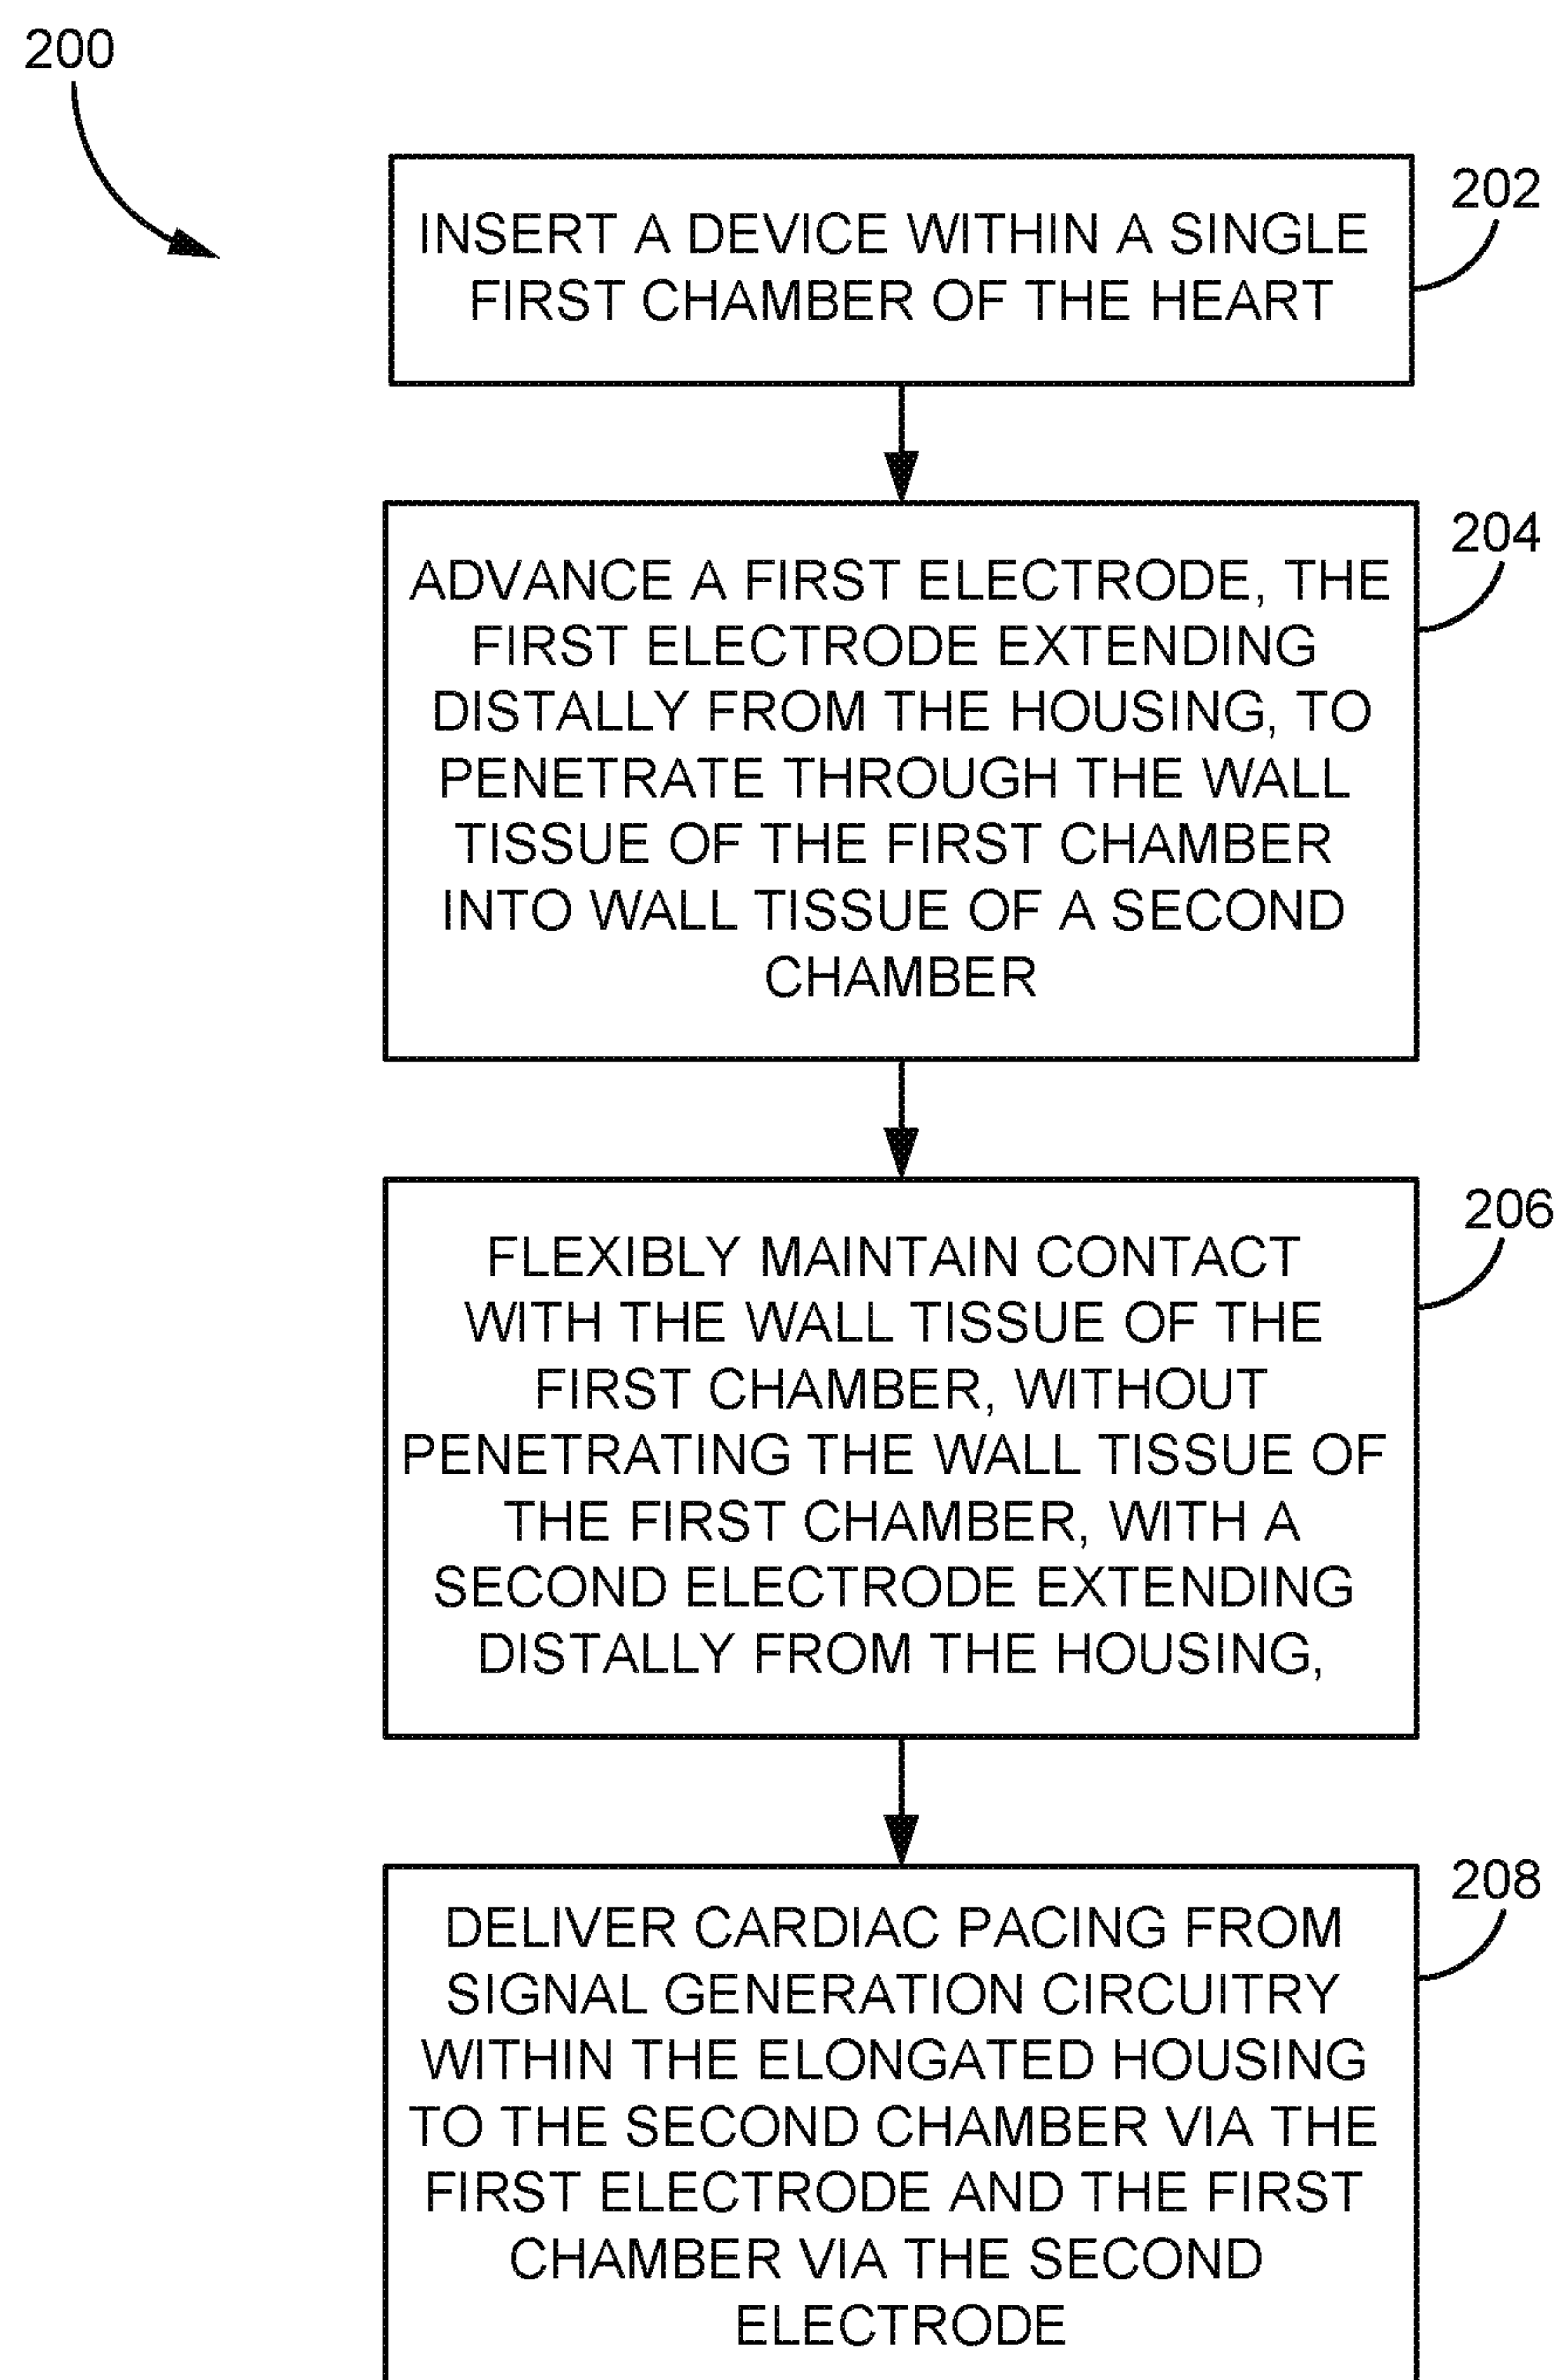 200
202
INSERT A DEVICE WITHIN A SINGLE
FIRST CHAMBER OF THE HEART
204
ADVANCE A FIRST ELECTRODE, THE
FIRST ELECTRODE EXTENDING
DISTALLY FROM THE HOUSING, TO
PENETRATE THROUGH THE WALL
TISSUE OF THE FIRST CHAMBER
INTO WALL TISSUE OF A SECOND
CHAMBER
206
FLEXIBLY MAINTAIN CONTACT
WITH THE WALL TISSUE OF THE
FIRST CHAMBER, WITHOUT
PENETRATING THE WALL TISSUE OF
THE FIRST CHAMBER, WITH A
SECOND ELECTRODE EXTENDING
DISTALLY FROM THE HOUSING,
208
DELIVER CARDIAC PACING FROM
SIGNAL GENERATION CIRCUITRY
WITHIN THE ELONGATED HOUSING
TO THE SECOND CHAMBER VIA THE
FIRST ELECTRODE AND THE FIRST
CHAMBER VIA THE SECOND
ELECTRODE